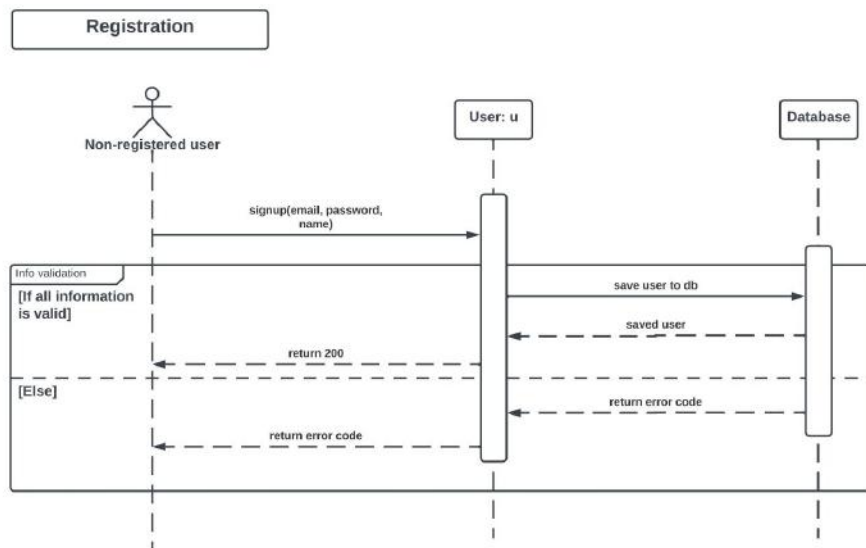 Registration
Non-registered user
User: u
Database
signup(email, password,
name)
Info validation
[If all information
is valid]
save user to db
saved user
return 200
[Else]
return error code
return error code